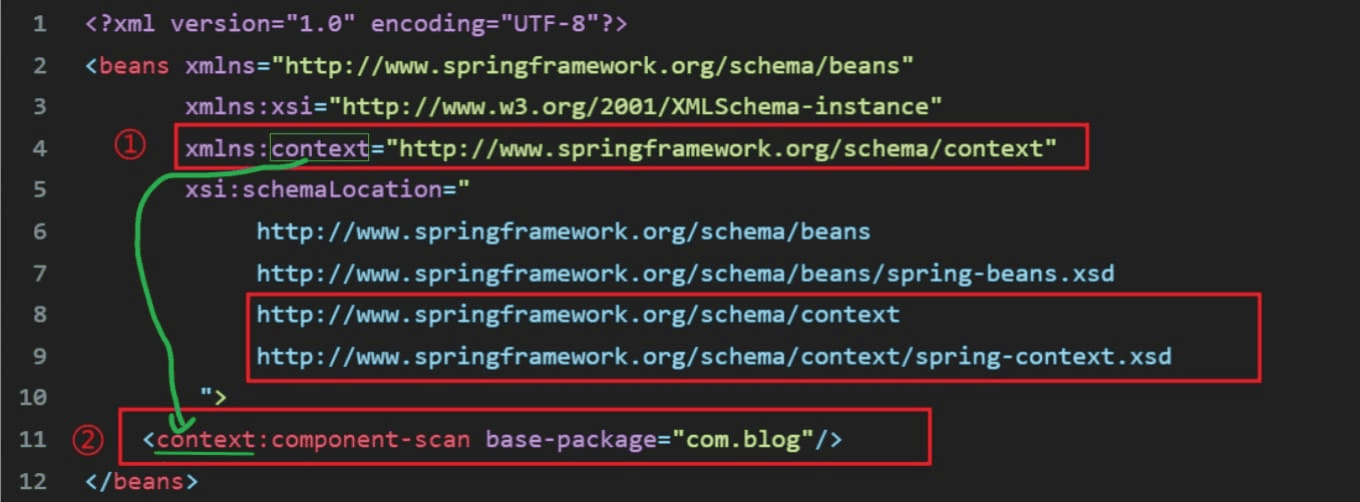 1 <?xml version="1.0" encoding="UTF-8"?>
2 <beans xmlns="http://www.springframework.org/schema/beans"
3 xmlns:xsi="http://www.w3.org/2001/XMLSchema-instance"
① 4 xmlns:context="http://www.springframework.org/schema/context"
5 xsi:schemaLocation="
6 http://www.springframework.org/schema/beans
7 http://www.springframework.org/schema/beans/spring-beans.xsd
8 http://www.springframework.org/schema/context
9 http://www.springframework.org/schema/context/spring-context.xsd
10 ">
11 ② <context:component-scan base-package="com.blog"/>
12 </beans>